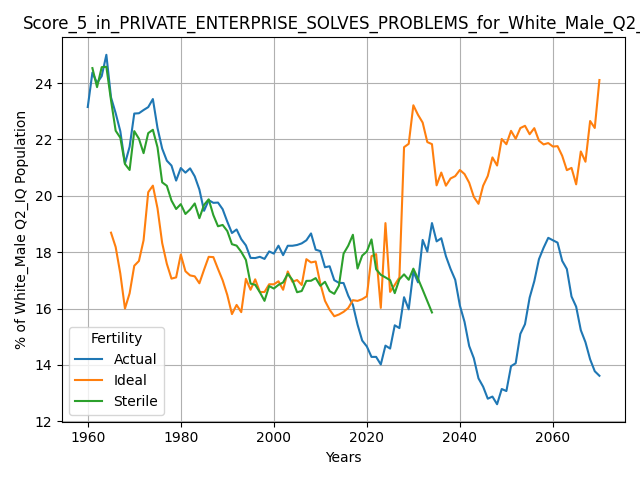 Score_5_in_PRIVATE_ENTERPRISE_SOLVES_PROBLEMS_for_White_Male_Q2_
% of White_Male Q2_IQ Population
24
22
20
18
16
14
12
Fertility
Actual
Ideal
Sterile
1960 1980 2000 2020 2040 2060
Years